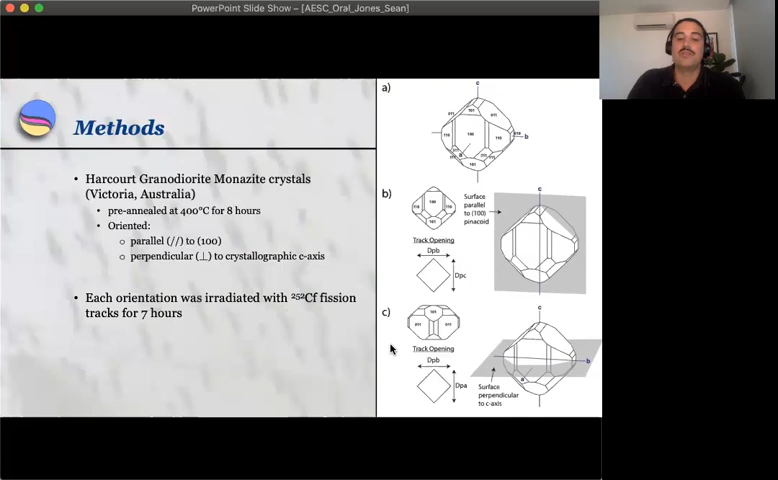 PowerPoint Slide Show – [AESC_Oral_Jones_Sean]
Methods
• Harcourt Granodiorite Monazite crystals
(Victoria, Australia)
• pre-annealed at 400°C for 8 hours
• Oriented:
o parallel (//) to (100)
o perpendicular (⊥) to crystallographic c-axis
• Each orientation was irradiated with ²⁵²Cf fission
tracks for 7 hours
a)
c
b
a
b)
Surface
parallel
to (100)
pinacoid
c
Track Opening
Dpb
Dpc
c)
c
Track Opening
Dpb
Dpa
b
a
Surface
perpendicular
to c-axis